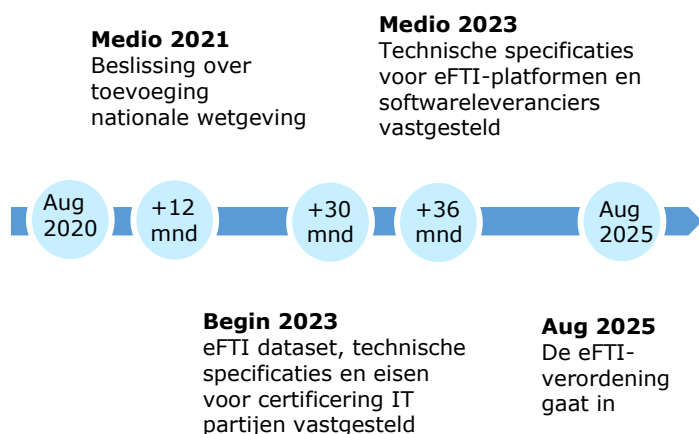 Medio 2021
Beslissing over
toevoeging
nationale wetgeving
Medio 2023
Technische specificaties
voor eFTI-platformen en
softwareleveranciers
vastgesteld
Aug
2020
+12
mnd
+30
mnd
+36
mnd
Aug
2025
Begin 2023
eFTI dataset, technische
specificaties en eisen
voor certificering IT
partijen vastgesteld
Aug 2025
De eFTI-
verordening
gaat in